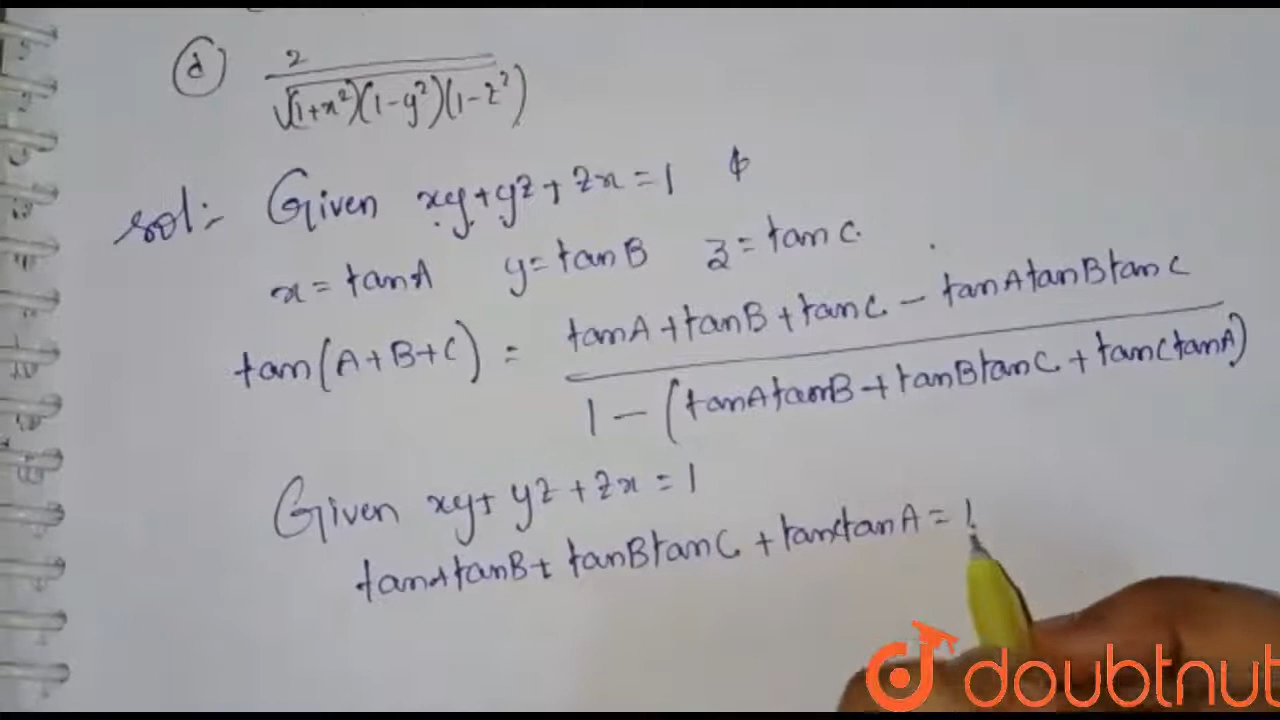 (d) 2/√(1+x²)(1-y²)(1-z²)
Sol:- Given xy+yz+zx=1 &
x=tanA y=tanB z=tanC.
tan(A+B+C) = tanA+tanB+tanC-tanAtanBtanC / 1-(tanAtanB+tanBtanC+tanCtanA)
Given xy+yz+zx=1
tanAtanB+tanBtanC+tanCtanA=1
doubtnut